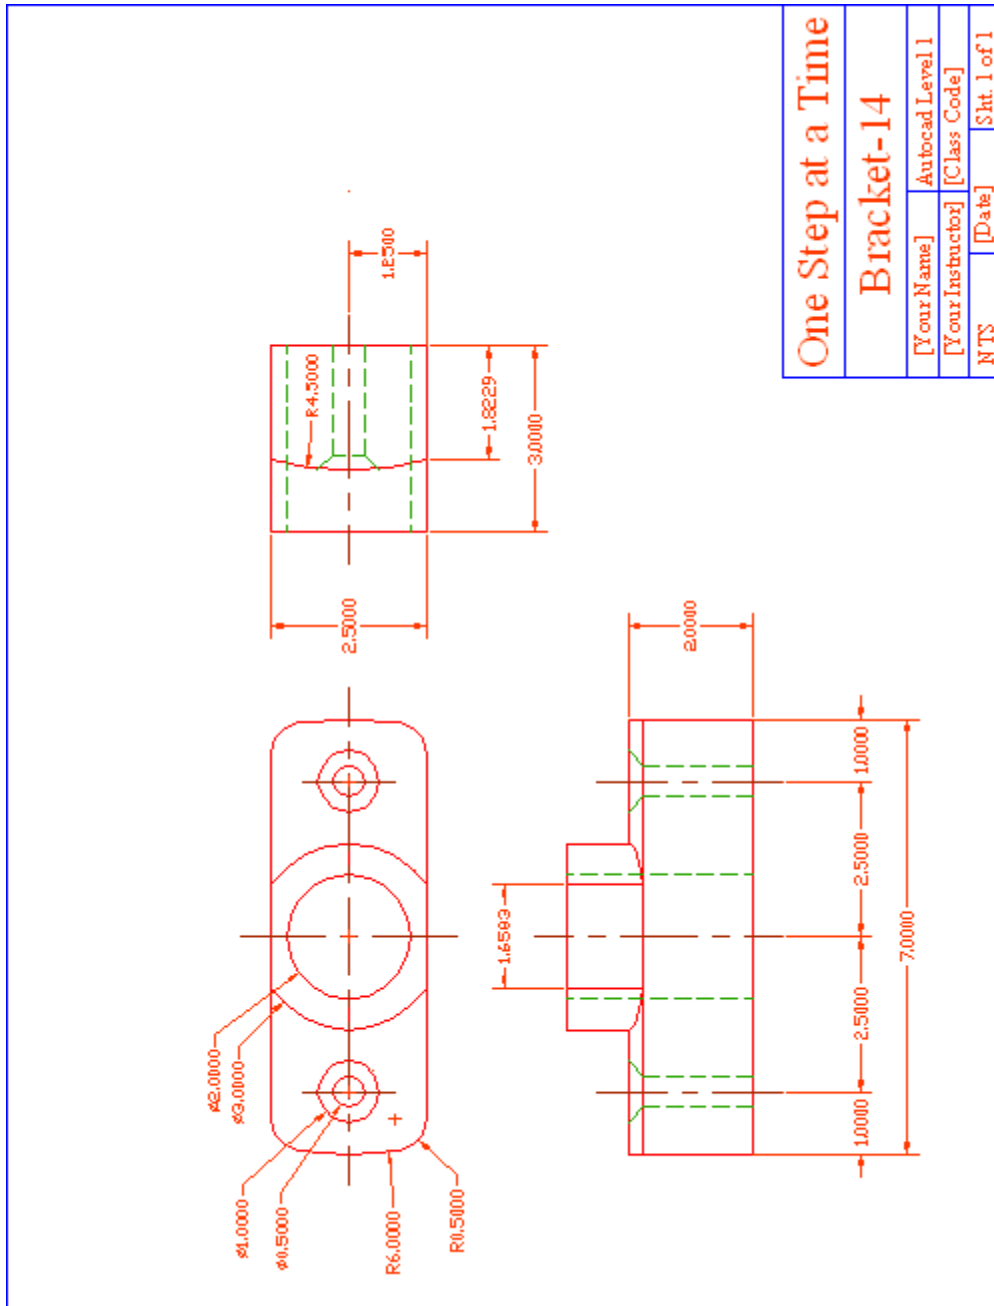 One Step at a Time
Bracket-14
[Your Name] Autocad Level 1
[Your Instructor] [Class Code]
NTS [Date] Sht. 1 of 1
ø2.0000
ø3.0000
ø1.0000
ø0.5000
R6.0000
R0.5000
2.5000
R4.5000
1.2500
1.8229
3.0000
1.6583
2.0000
1.0000
2.5000
2.5000
1.0000
7.0000